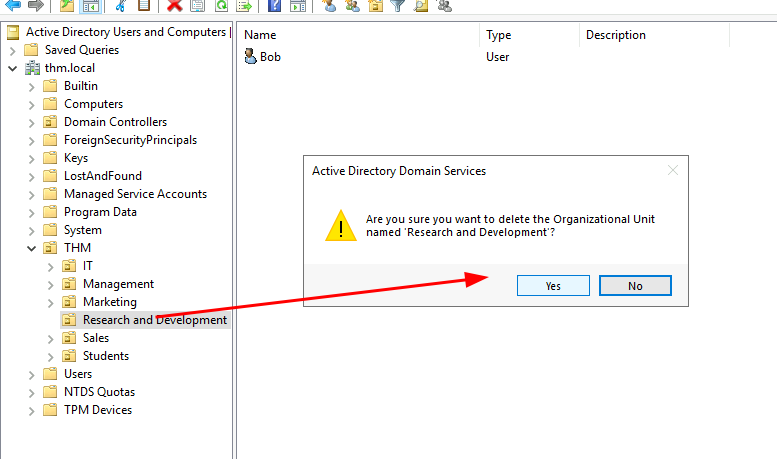 Active Directory Users and Computers [
Saved Queries
thm.local
Builtin
Computers
Domain Controllers
ForeignSecurityPrincipals
Keys
LostAndFound
Managed Service Accounts
Program Data
System
THM
IT
Management
Marketing
Research and Development
Sales
Students
Users
NTDS Quotas
TPM Devices
Name Type Description
Bob User
Active Directory Domain Services
Are you sure you want to delete the Organizational Unit
named 'Research and Development'?
Yes No